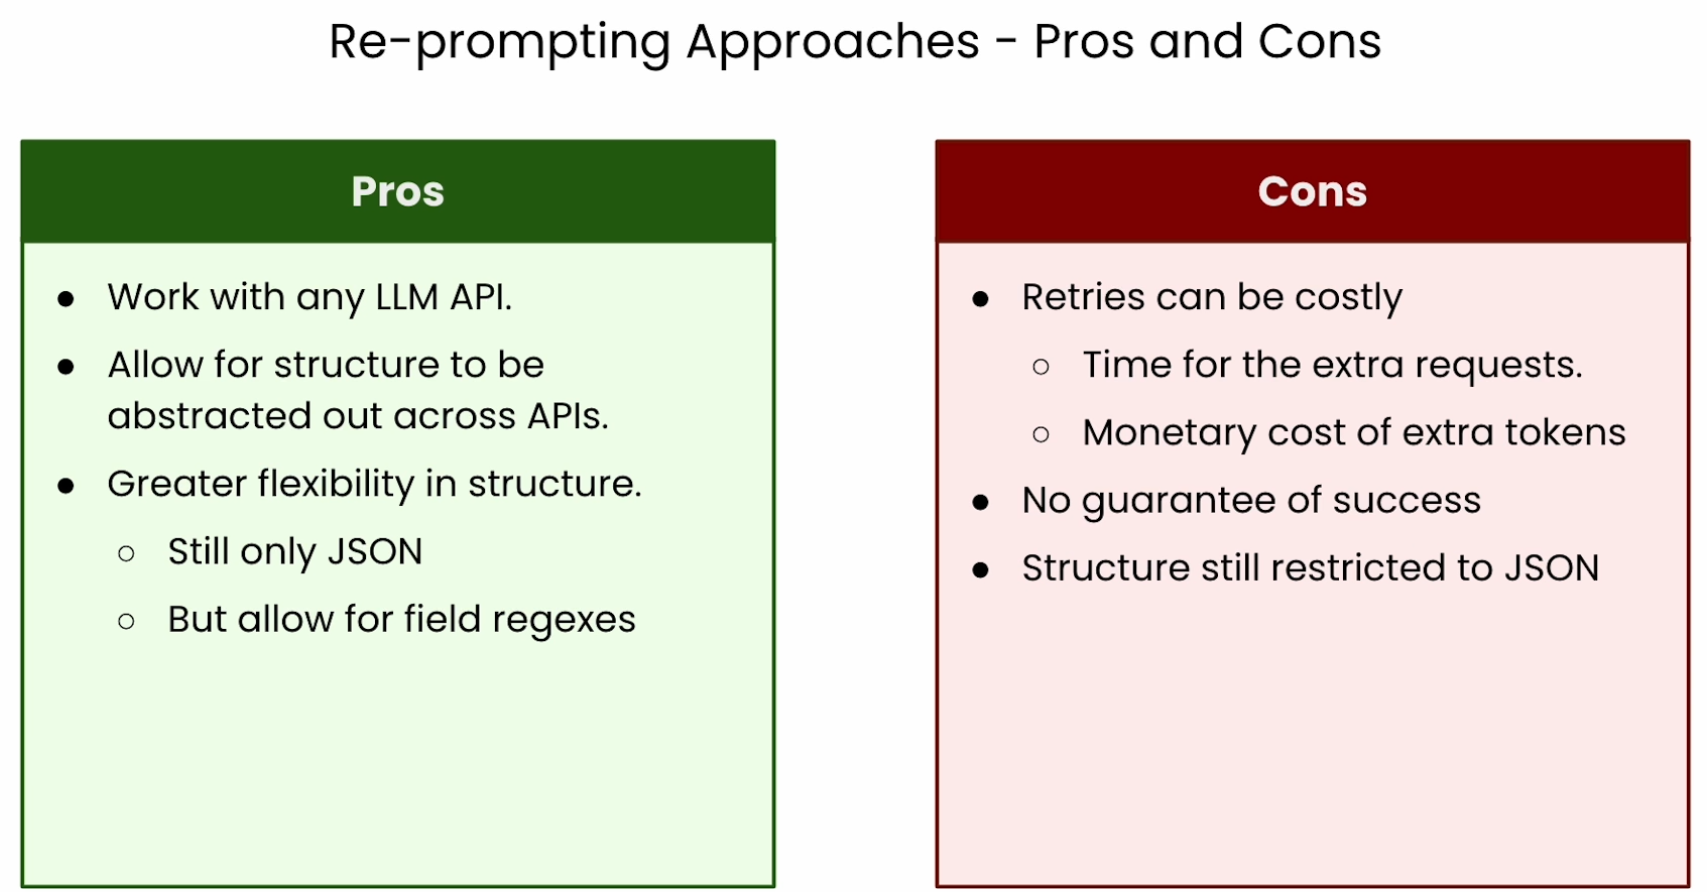 Re-prompting Approaches - Pros and Cons
Pros
● Work with any LLM API.
● Allow for structure to be
abstracted out across APIs.
● Greater flexibility in structure.
○ Still only JSON
○ But allow for field regexes
Cons
● Retries can be costly
○ Time for the extra requests.
○ Monetary cost of extra tokens
● No guarantee of success
● Structure still restricted to JSON